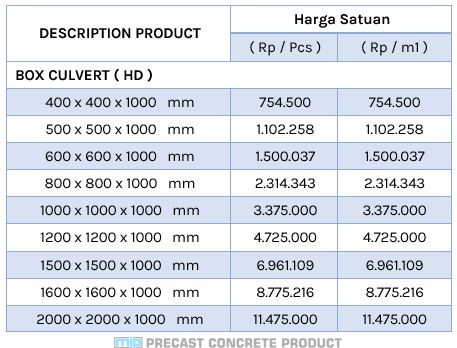 DESCRIPTION PRODUCT
Harga Satuan
( Rp / Pcs ) ( Rp / m1 )
BOX CULVERT ( HD )
400 x 400 x 1000 mm 754.500 754.500
500 x 500 x 1000 mm 1.102.258 1.102.258
600 x 600 x 1000 mm 1.500.037 1.500.037
800 x 800 x 1000 mm 2.314.343 2.314.343
1000 x 1000 x 1000 mm 3.375.000 3.375.000
1200 x 1200 x 1000 mm 4.725.000 4.725.000
1500 x 1500 x 1000 mm 6.961.109 6.961.109
1600 x 1600 x 1000 mm 8.775.216 8.775.216
2000 x 2000 x 1000 mm 11.475.000 11.475.000
PRECAST CONCRETE PRODUCT